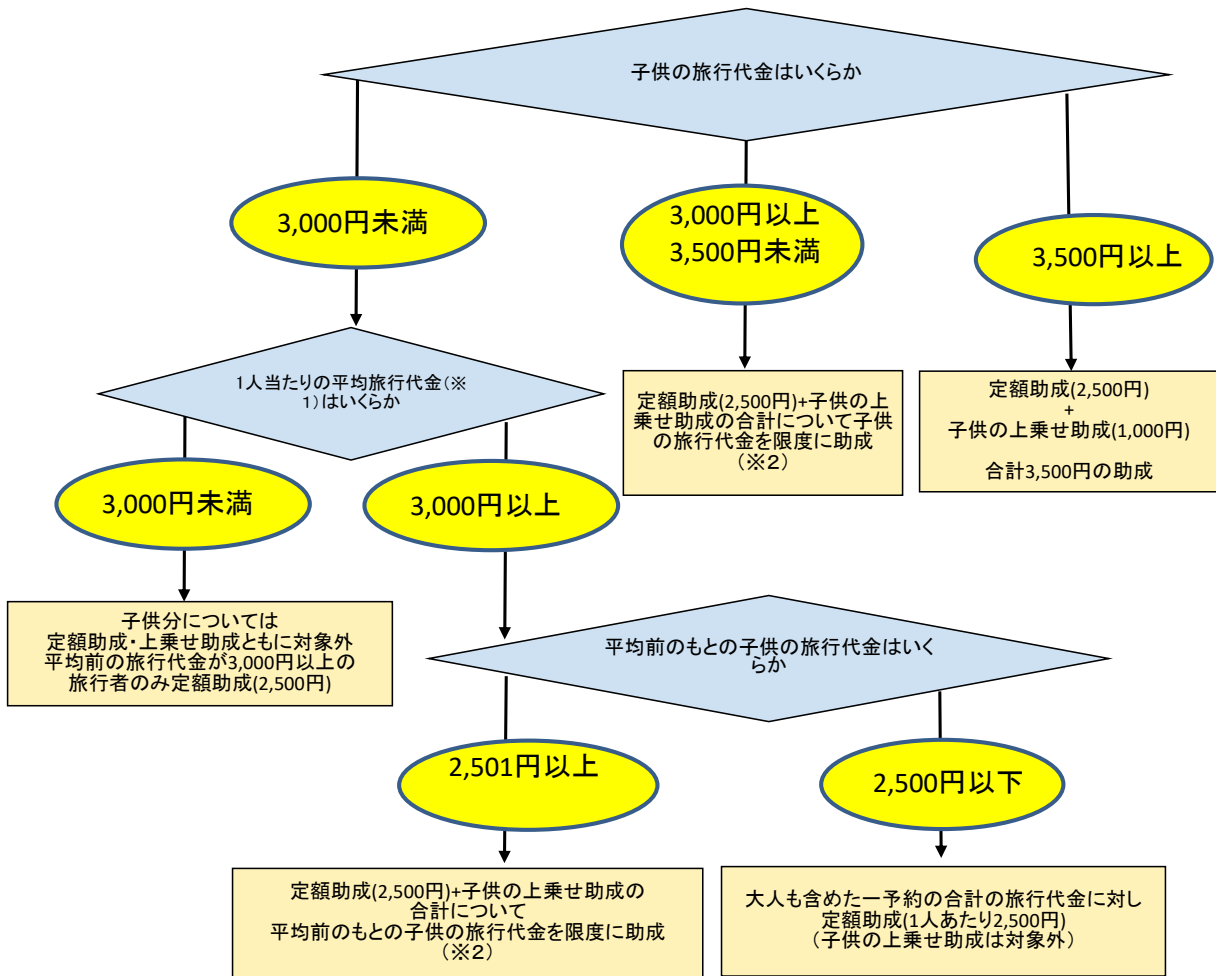 子供の旅行代金はいくらか
3,000円未満
3,000円以上
3,500円未満
3,500円以上
1人当たりの平均旅行代金(※
1)はいくらか
定額助成(2,500円)+子供の上
乗せ助成の合計について子供
の旅行代金を限度に助成
(※2)
定額助成(2,500円)
+
子供の上乗せ助成(1,000円)
合計3,500円の助成
3,000円未満
3,000円以上
子供分については
定額助成・上乗せ助成ともに対象外
平均前の旅行代金が3,000円以上の
旅行者のみ定額助成(2,500円)
平均前のもとの子供の旅行代金はいく
らか
2,501円以上
2,500円以下
定額助成(2,500円)+子供の上乗せ助成の
合計について
平均前のもとの子供の旅行代金を限度に助成
(※2)
大人も含めた一予約の合計の旅行代金に対し
定額助成(1人あたり2,500円)
(子供の上乗せ助成は対象外)